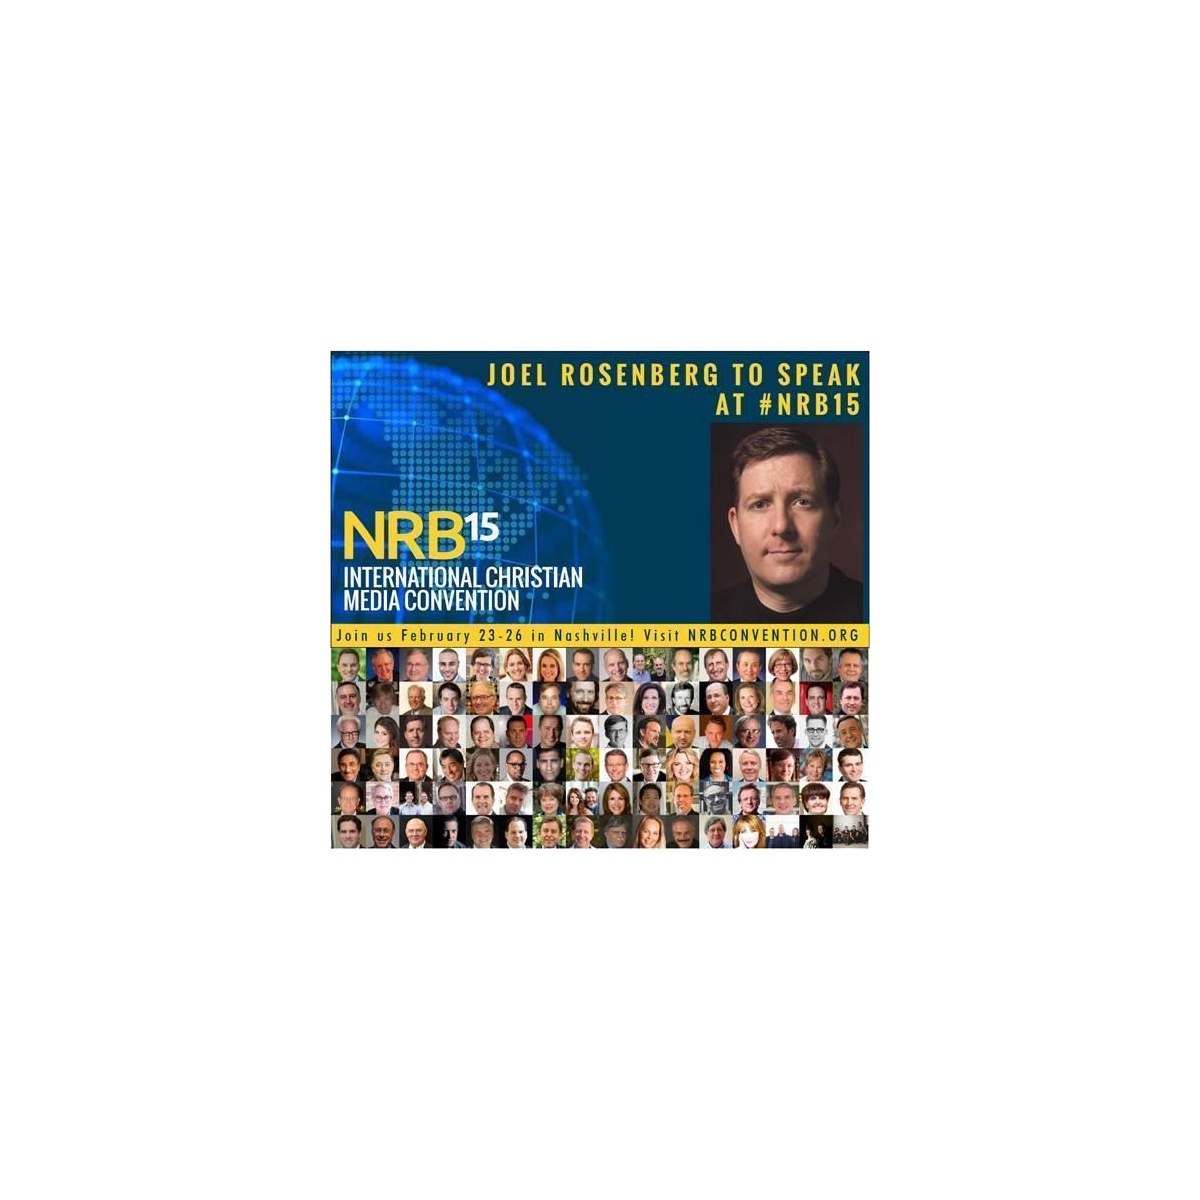 JOEL ROSENBERG TO SPEAK
AT #NRB15
NRB15
INTERNATIONAL CHRISTIAN
MEDIA CONVENTION
Join us February 23-26 in Nashville! Visit NRBCONVENTION.ORG